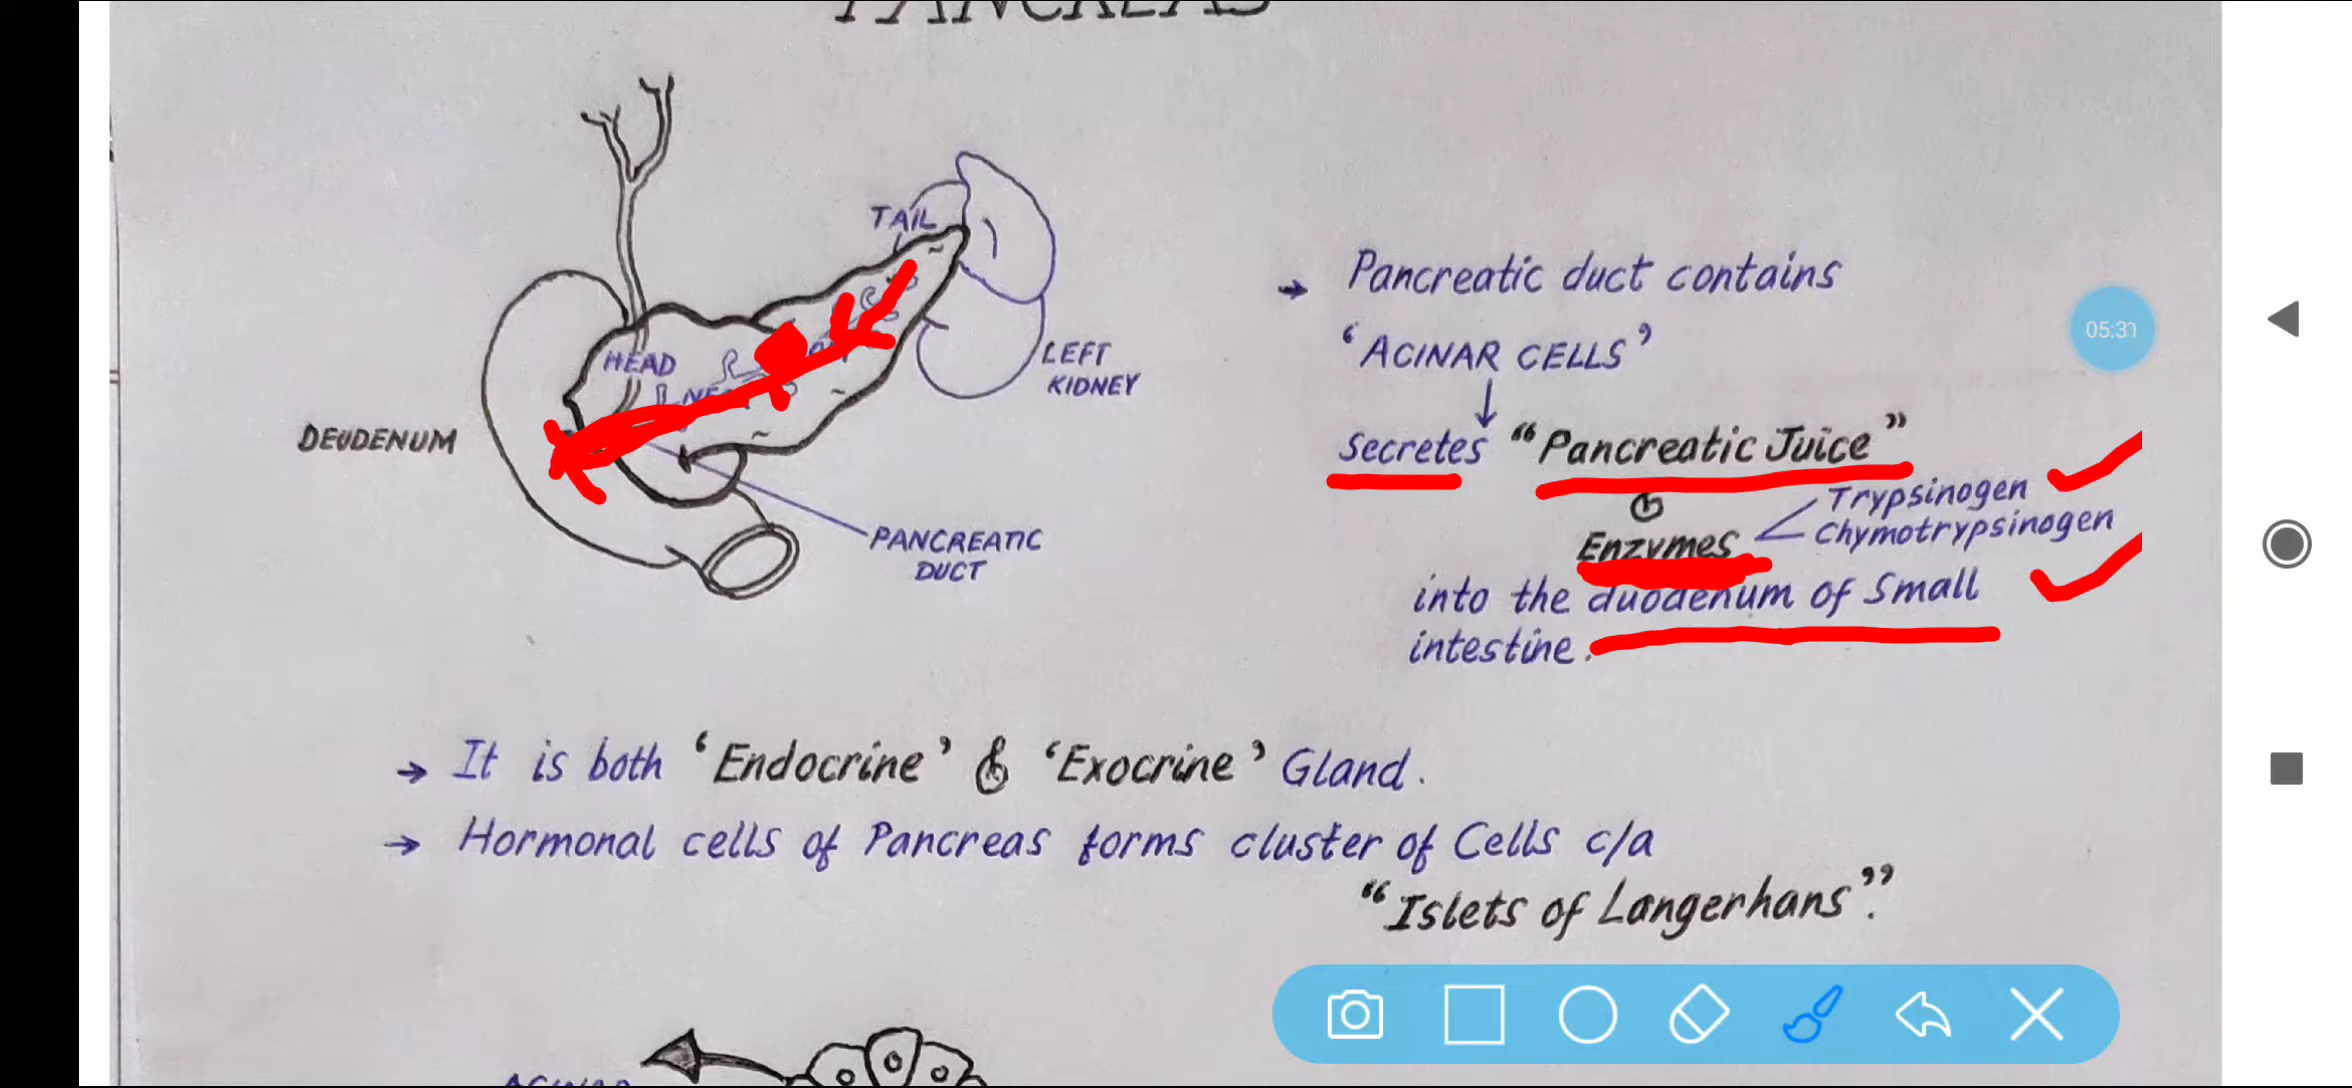 PANCREAS
TAIL
HEAD
LEFT
KIDNEY
DEUDENUM
PANCREATIC
DUCT
→ Pancreatic duct contains
‘ACINAR CELLS’
↓
Secretes “Pancreatic Juice”
&
Enzymes < Trypsinogen
Chymotrypsinogen
into the duodenum of Small
intestine.
→ It is both ‘Endocrine’ & ‘Exocrine’ Gland.
→ Hormonal cells of Pancreas forms cluster of Cells c/a
“Islets of Langerhans”.
05:31